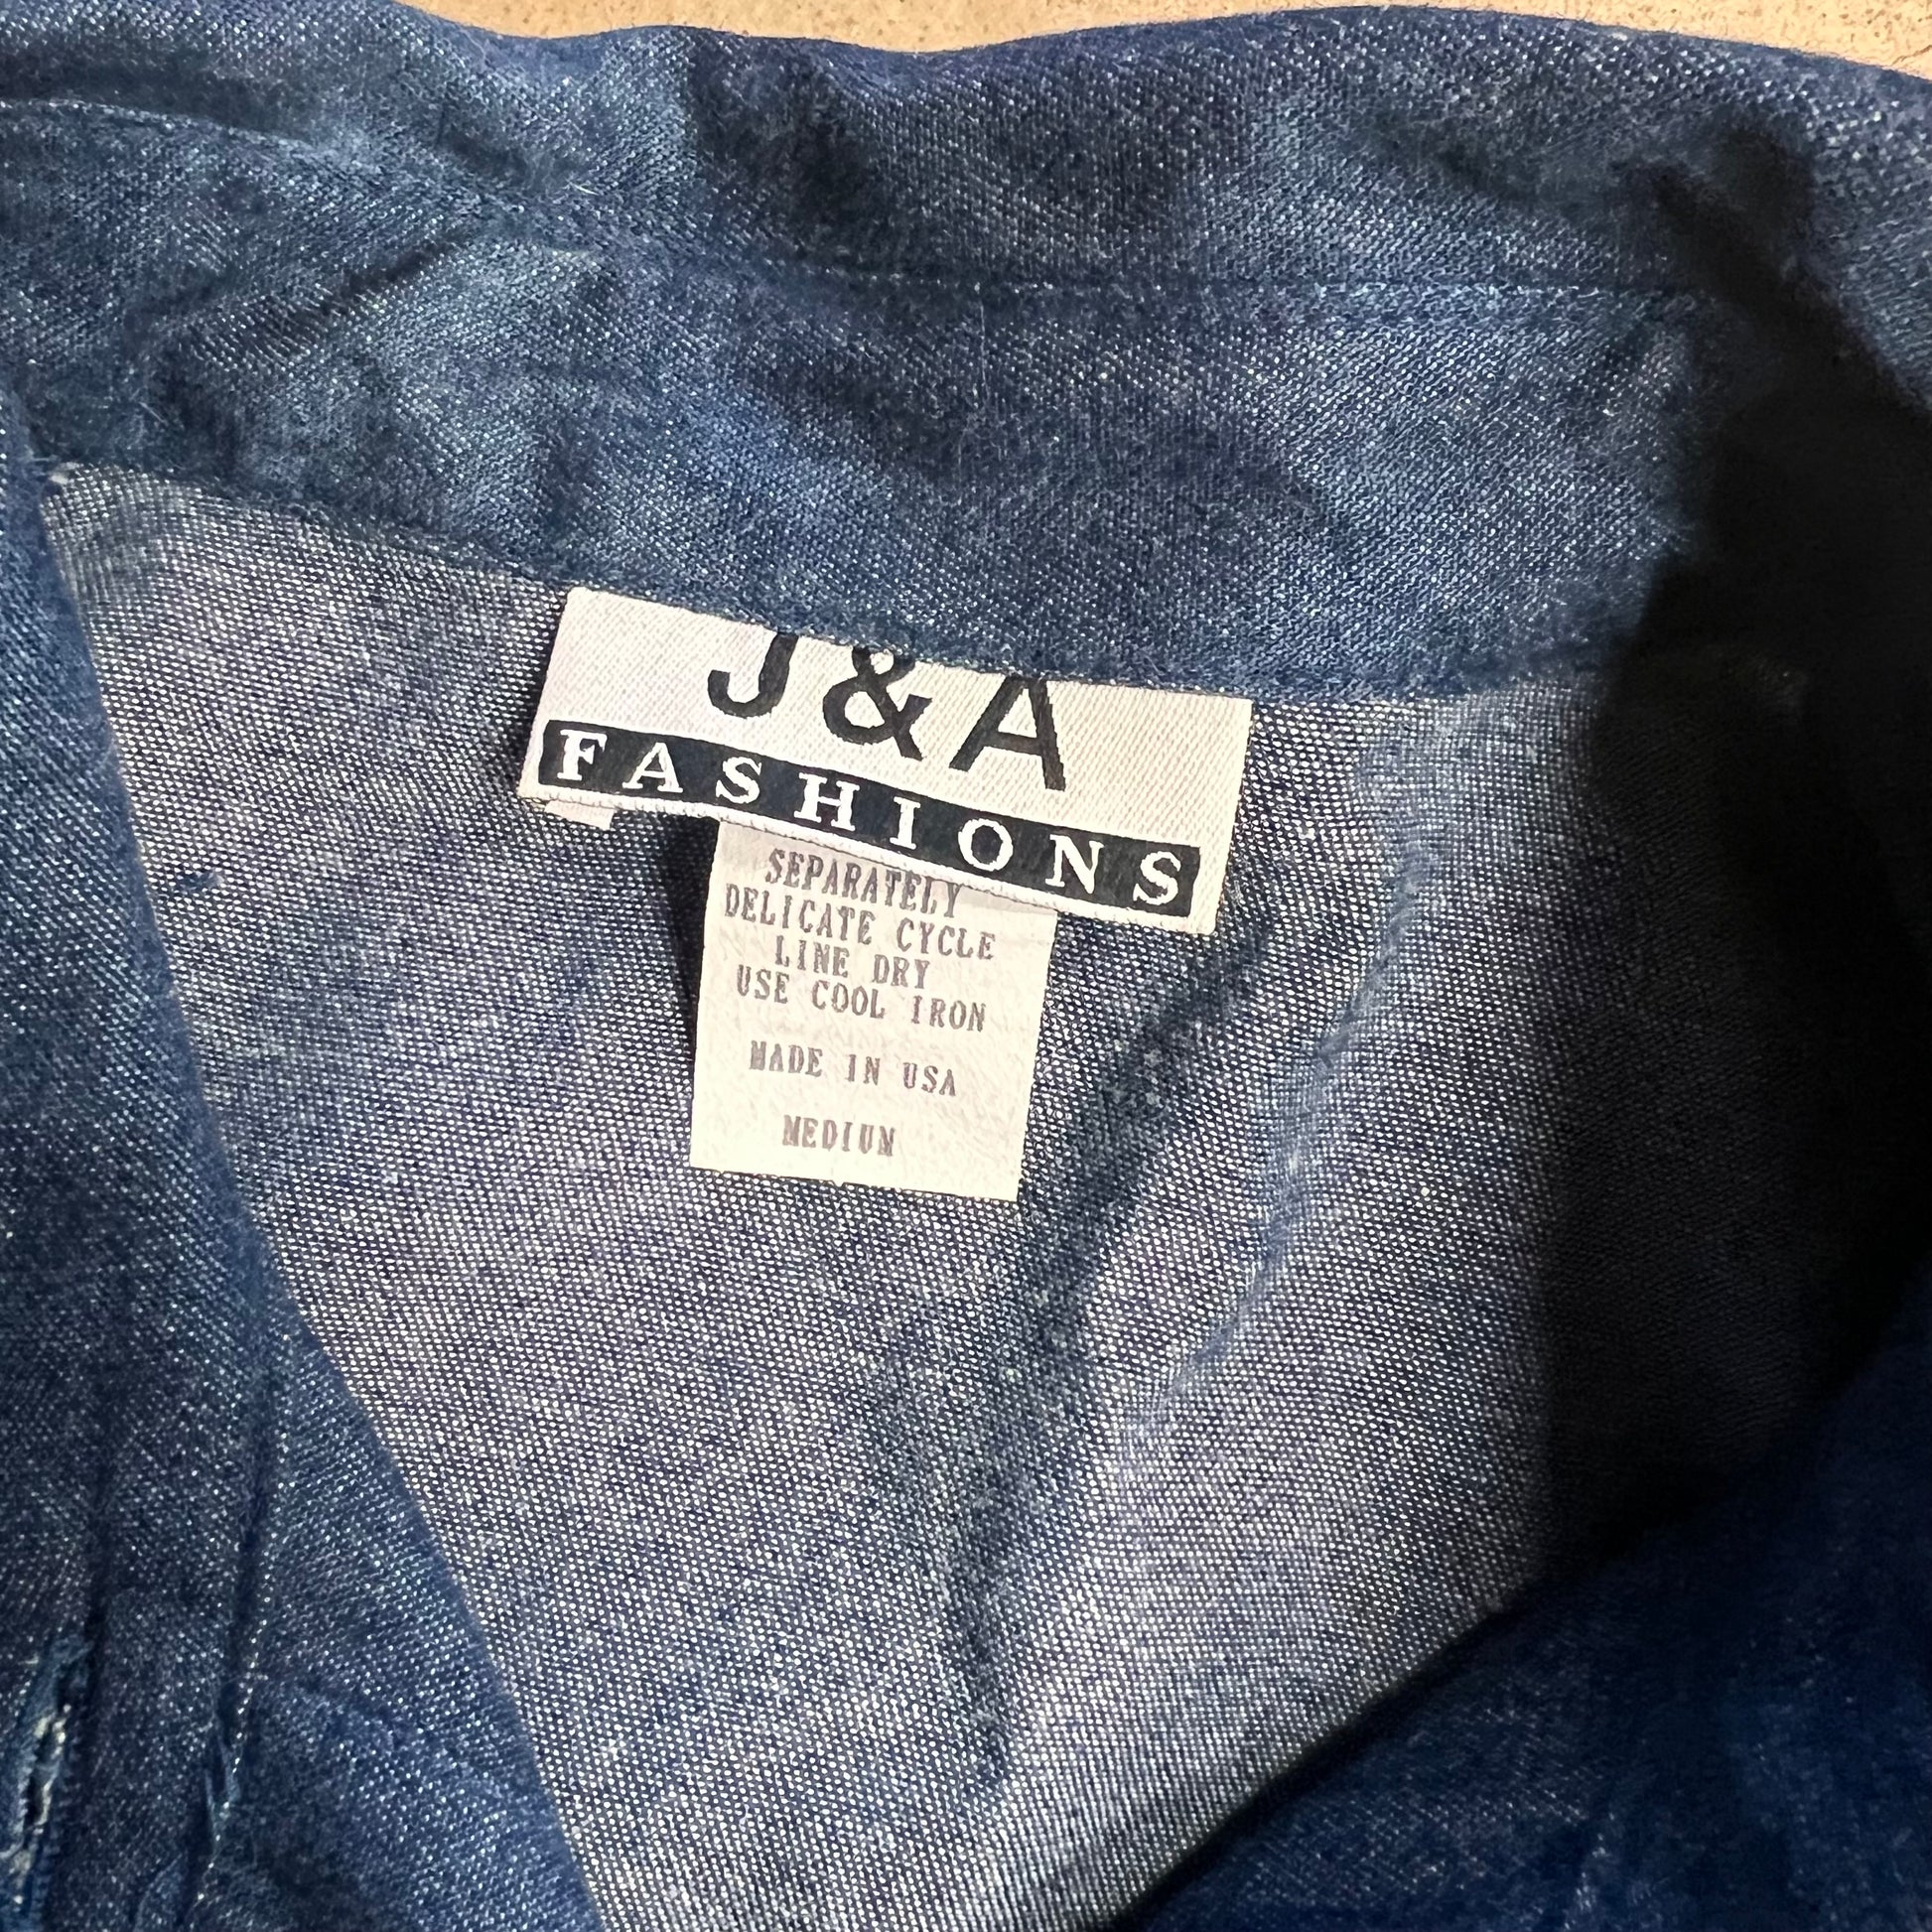 J&A
FASHIONS
SEPARATELY
DELICATE CYCLE
LINE DRY
USE COOL IRON
MADE IN USA
MEDIUM